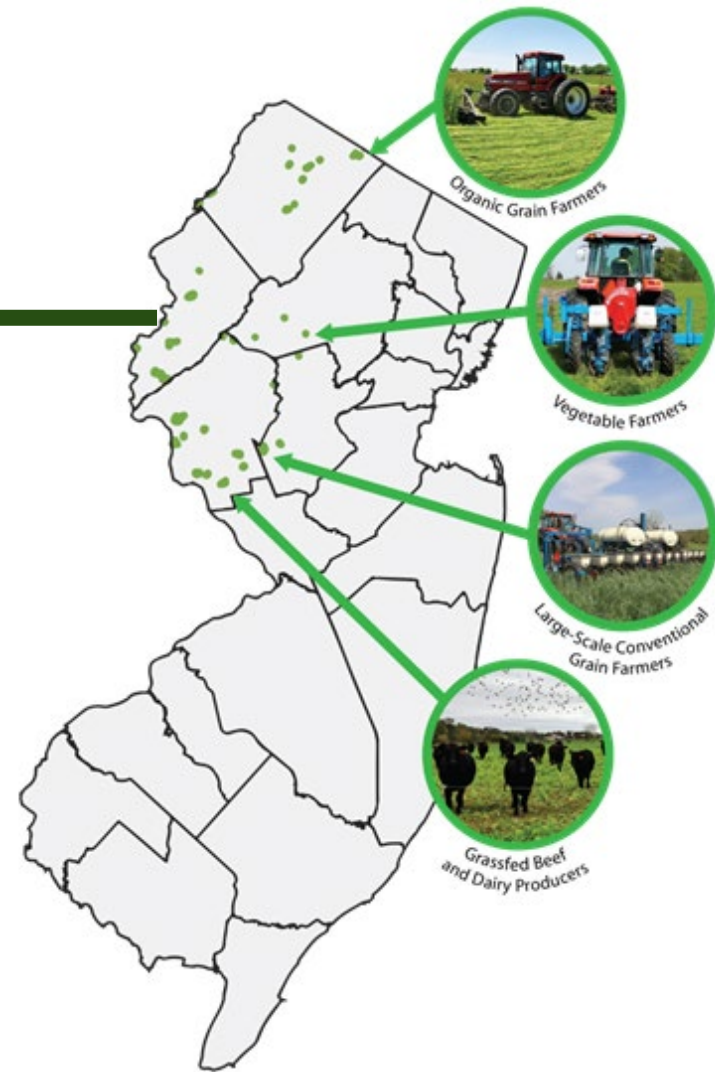 Organic Grain Farmers
Vegetable Farmers
Large-Scale Conventional
Grain Farmers
Grassfed Beef
and Dairy Producers